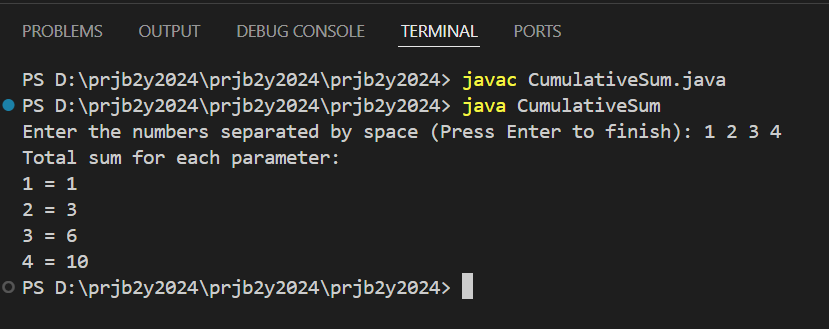 PROBLEMS OUTPUT DEBUG CONSOLE TERMINAL PORTS
PS D:\prjb2y2024\prjb2y2024\prjb2y2024> javac CumulativeSum.java
PS D:\prjb2y2024\prjb2y2024\prjb2y2024> java CumulativeSum
Enter the numbers separated by space (Press Enter to finish): 1 2 3 4
Total sum for each parameter:
1 = 1
2 = 3
3 = 6
4 = 10
PS D:\prjb2y2024\prjb2y2024\prjb2y2024>